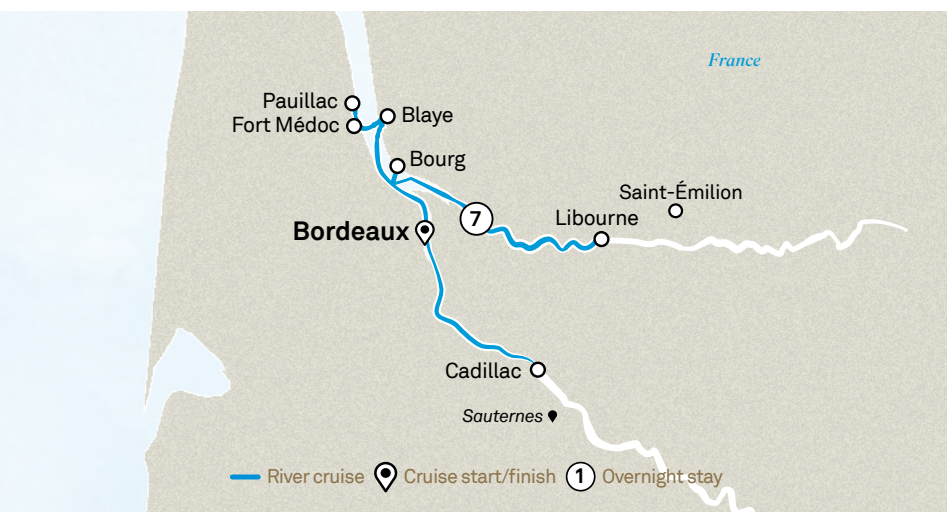 France
Pauillac
Fort Médoc
Blaye
Bourg
Saint-Émilion
7
Libourne
Bordeaux
Cadillac
Sauternes
River cruise
Cruise start/finish
1 Overnight stay